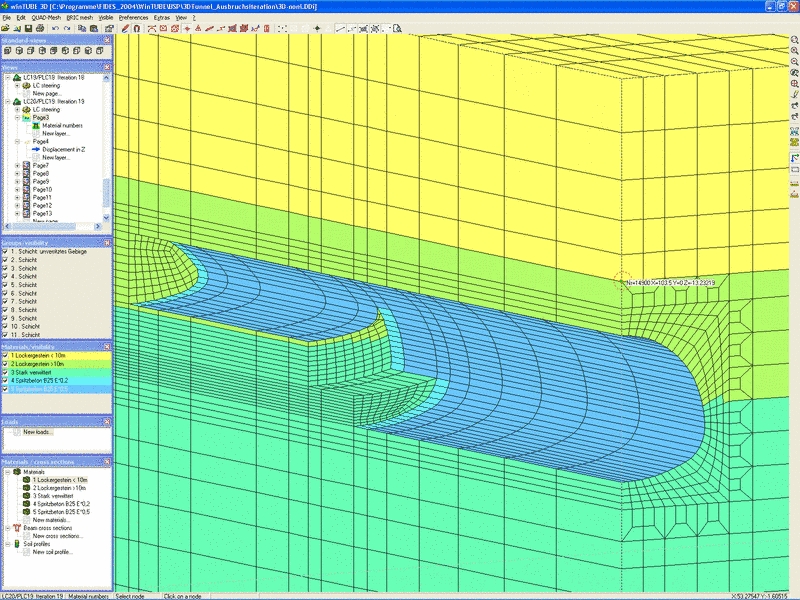 winTUBE 3D [C:\Programme\FIDES_2004\WinTUBE\BSP\3DTunnel_Ausbruchsiteration\3D-nonl.DDi]
File Edit QUAD-Mesh BRIC mesh Visible Preferences Extras View ?
Standard-views
Views
LC19/PLC18 Iteration 18
LC steering
New page...
LC20/PLC19 Iteration 19
LC steering
Page3
Material numbers
New layer...
Page4
Displacement in Z
New layer...
Page7
Page8
Page9
Page10
Page11
Page12
Page13
Groups/visibility
1 . Schicht unverritztes Gebirge
2 . Schicht
3 . Schicht
4 . Schicht
5 . Schicht
6 . Schicht
7 . Schicht
8 . Schicht
9 . Schicht
10 . Schicht
11 . Schicht
Materials/visibility
1 Lockergestein < 10m
2 Lockergestein >10m
3 Stark verwittert
4 Spritzbeton B25 E*0,2
Loads
New loads...
Materials - cross sections
Materials
1 Lockergestein < 10m
2 Lockergestein >10m
3 Stark verwittert
4 Spritzbeton B25 E*0,2
5 Spritzbeton B25 E*0,5
New materials...
Beam cross sections
New cross sections...
Soil profiles
New soil profile...
Nr=14900 X=103.5 Y=0 Z=-13.23219
LC20/PLC19 Iteration 19 Material numbers Select node Click on a node X:53.27547 Y:-1.60515